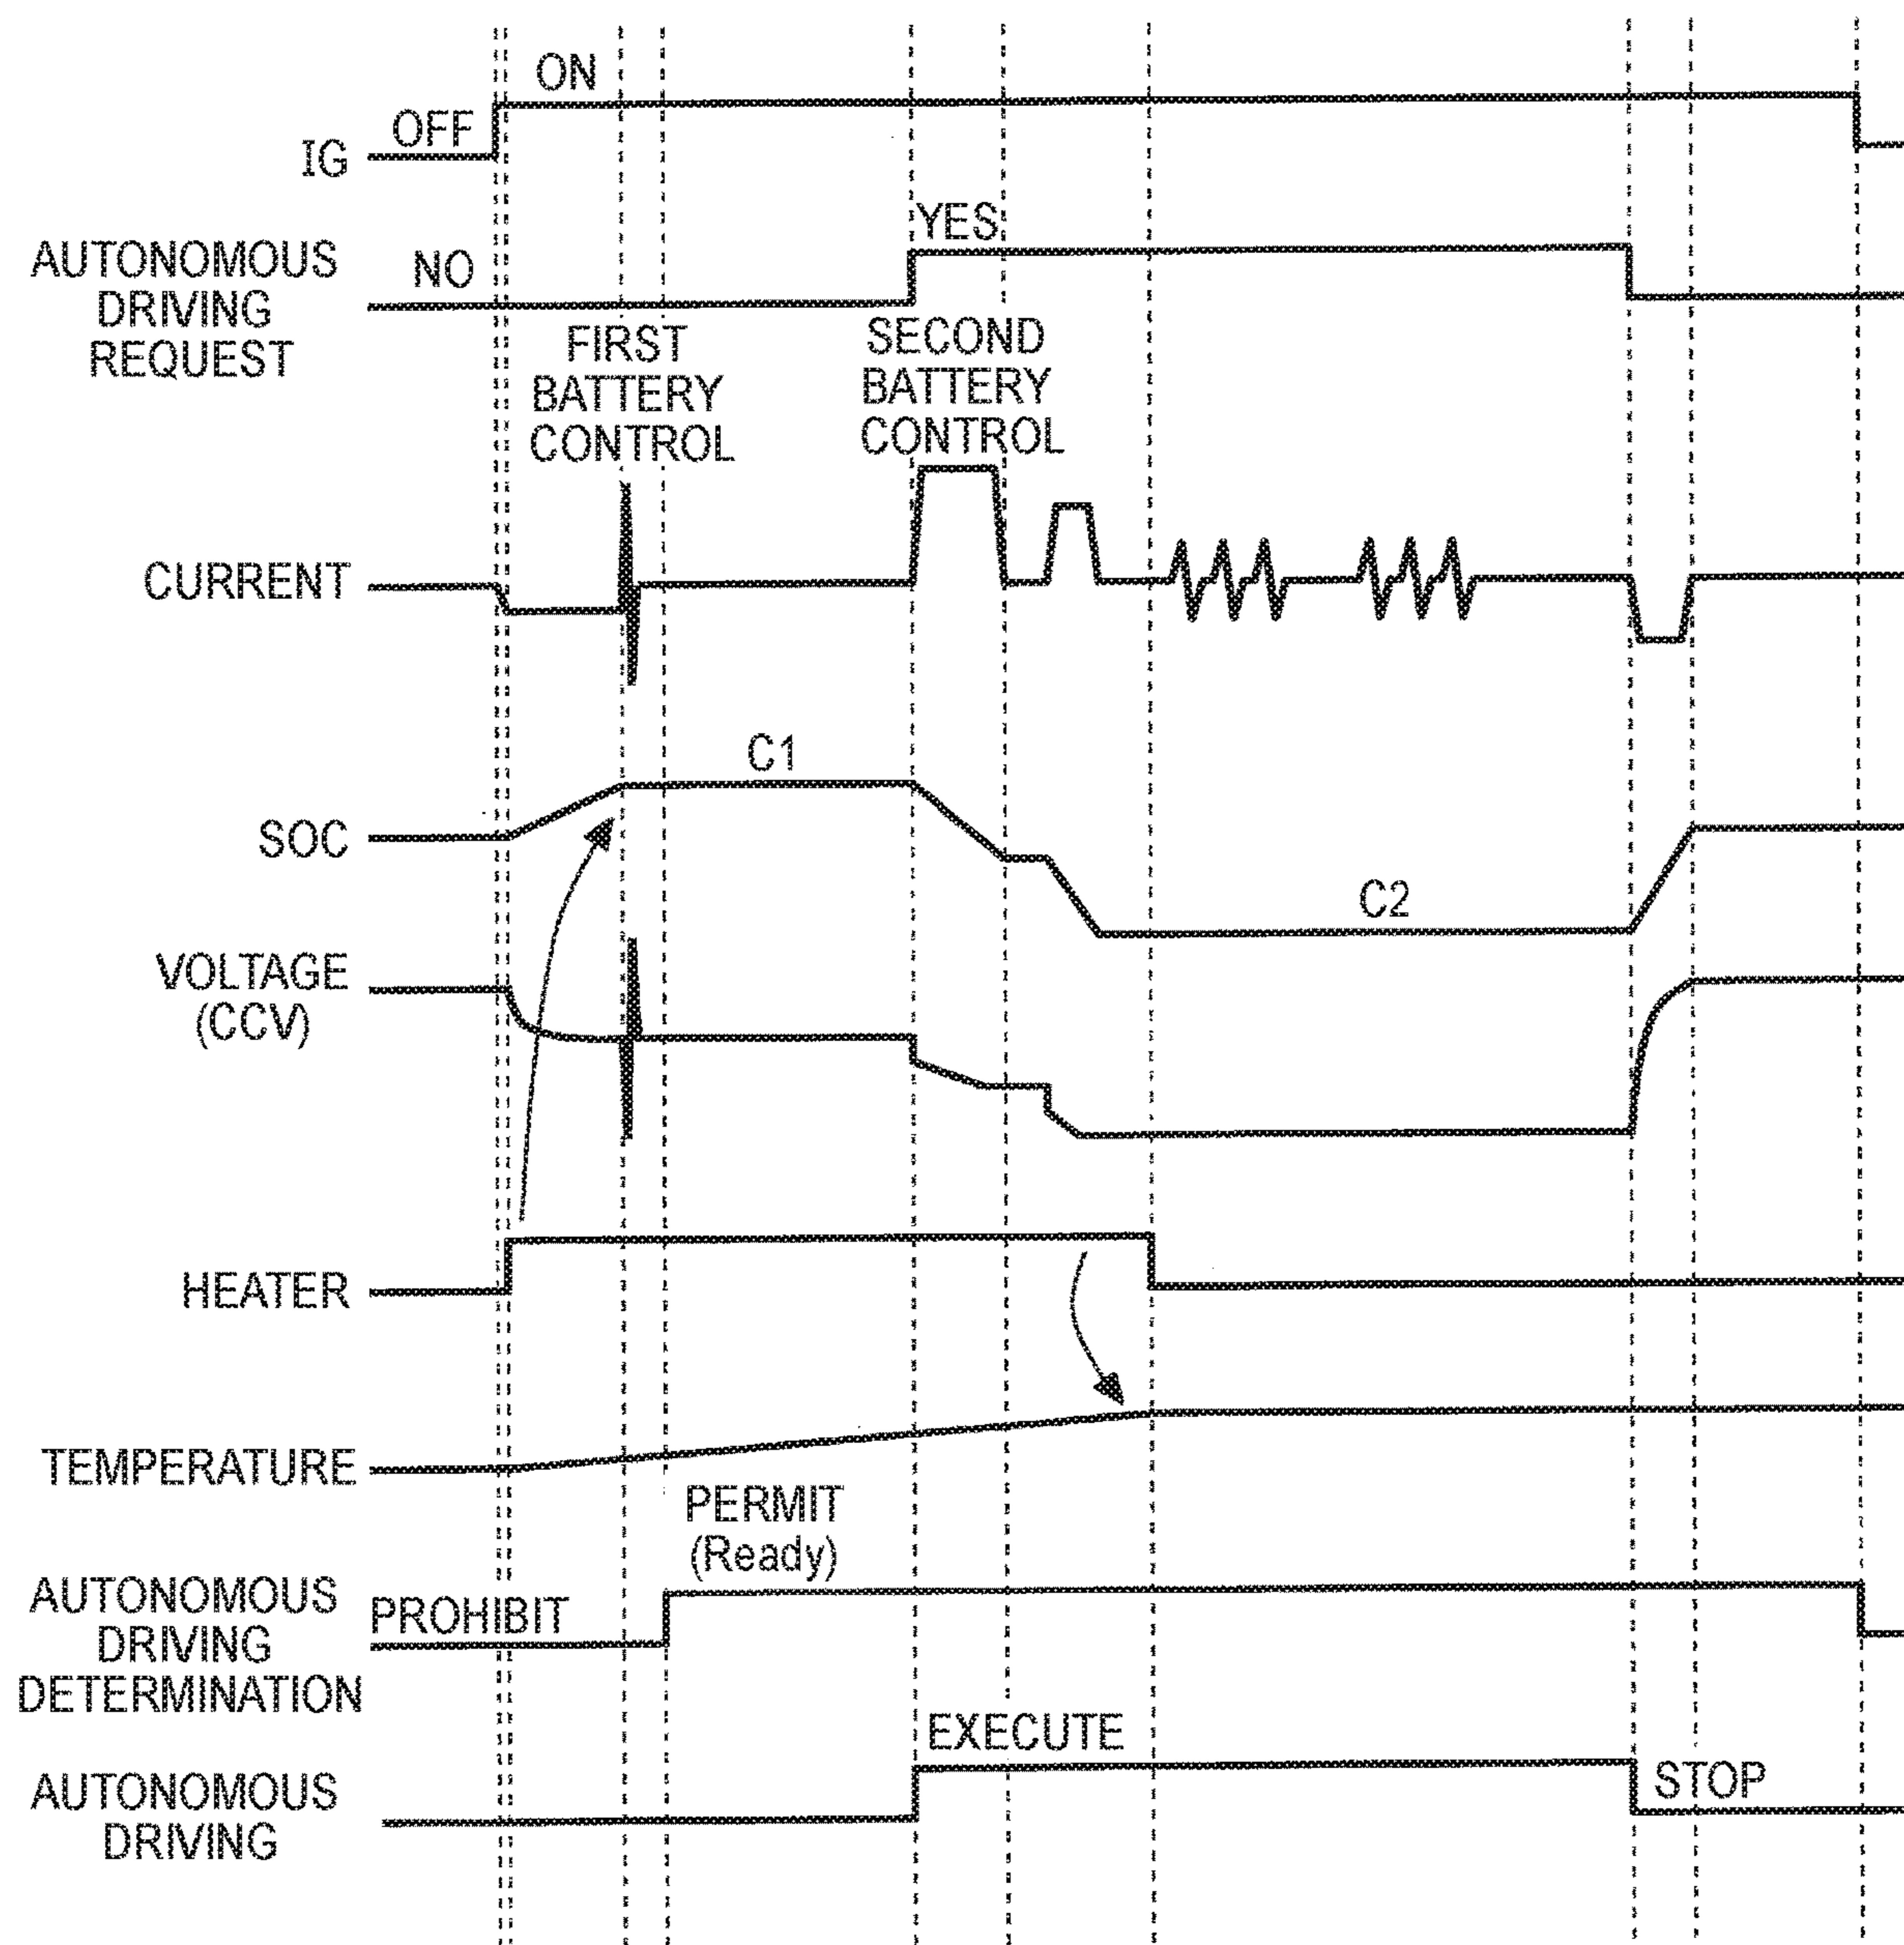 ON
OFF
IG
YES
AUTONOMOUS
DRIVING
REQUEST
NO
FIRST
BATTERY
CONTROL
SECOND
BATTERY
CONTROL
CURRENT
C1
SOC
C2
VOLTAGE
(CCV)
HEATER
TEMPERATURE
PERMIT
(Ready)
AUTONOMOUS
DRIVING
DETERMINATION
PROHIBIT
EXECUTE
AUTONOMOUS
DRIVING
STOP